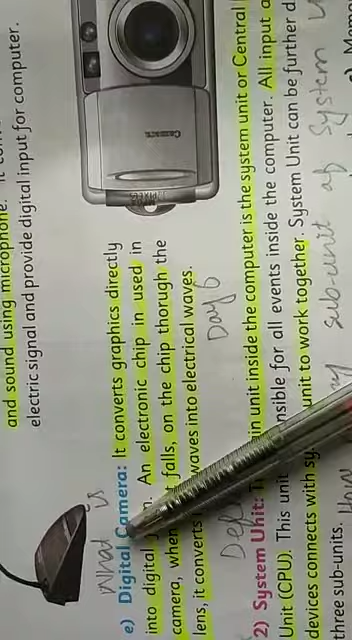 and sound using microphone.
electric signal and provide digital input for computer.
Camera
What is
e) Digital Camera: It converts graphics directly
into digital An electronic chip in used in
camera, when falls, on the chip thorugh the
lens, it converts waves into electrical waves.
Day 6
2) System Unit: in unit inside the computer is the system unit or Central
Unit (CPU). This unit nsible for all events inside the computer. All input a
devices connects with sy unit to work together. System Unit can be further d
three sub-units. How sub-unit of System